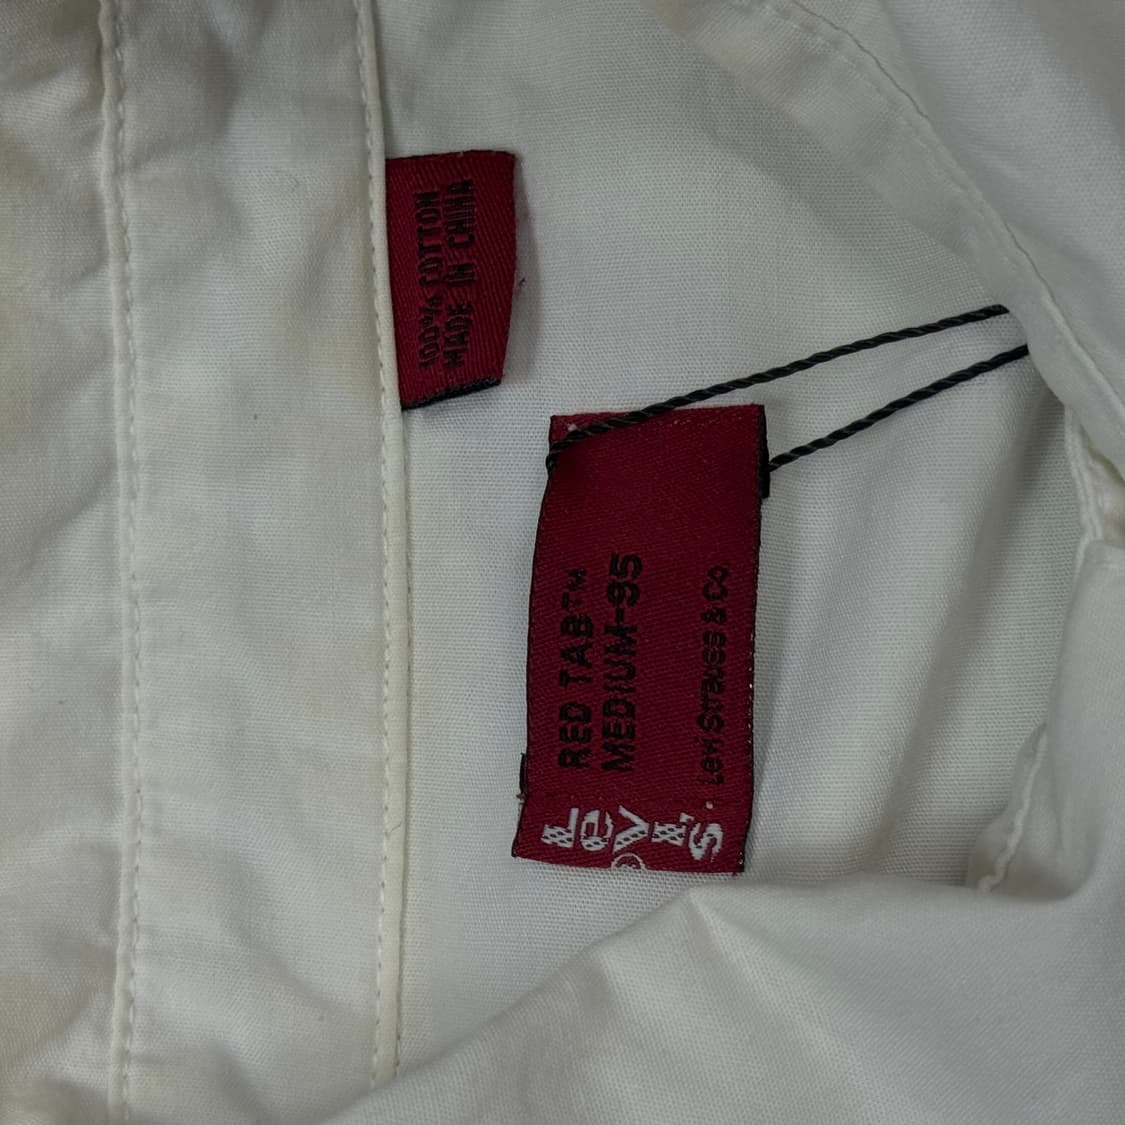 100% COTTON
MADE IN CHINA
RED TAB™
MEDIUM-95
Levi Strauss & Co.
LeVI'S.
®